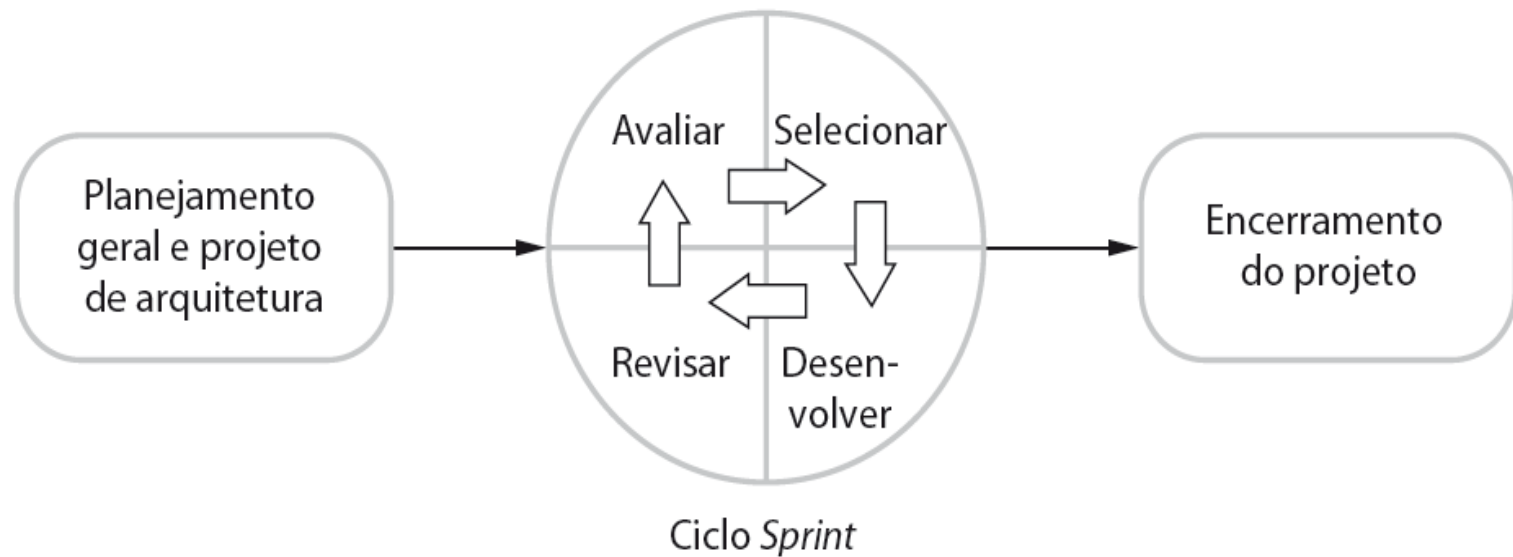 Planejamento
geral e projeto
de arquitetura
Avaliar
Selecionar
Revisar
Desen-
volver
Encerramento
do projeto
Ciclo Sprint